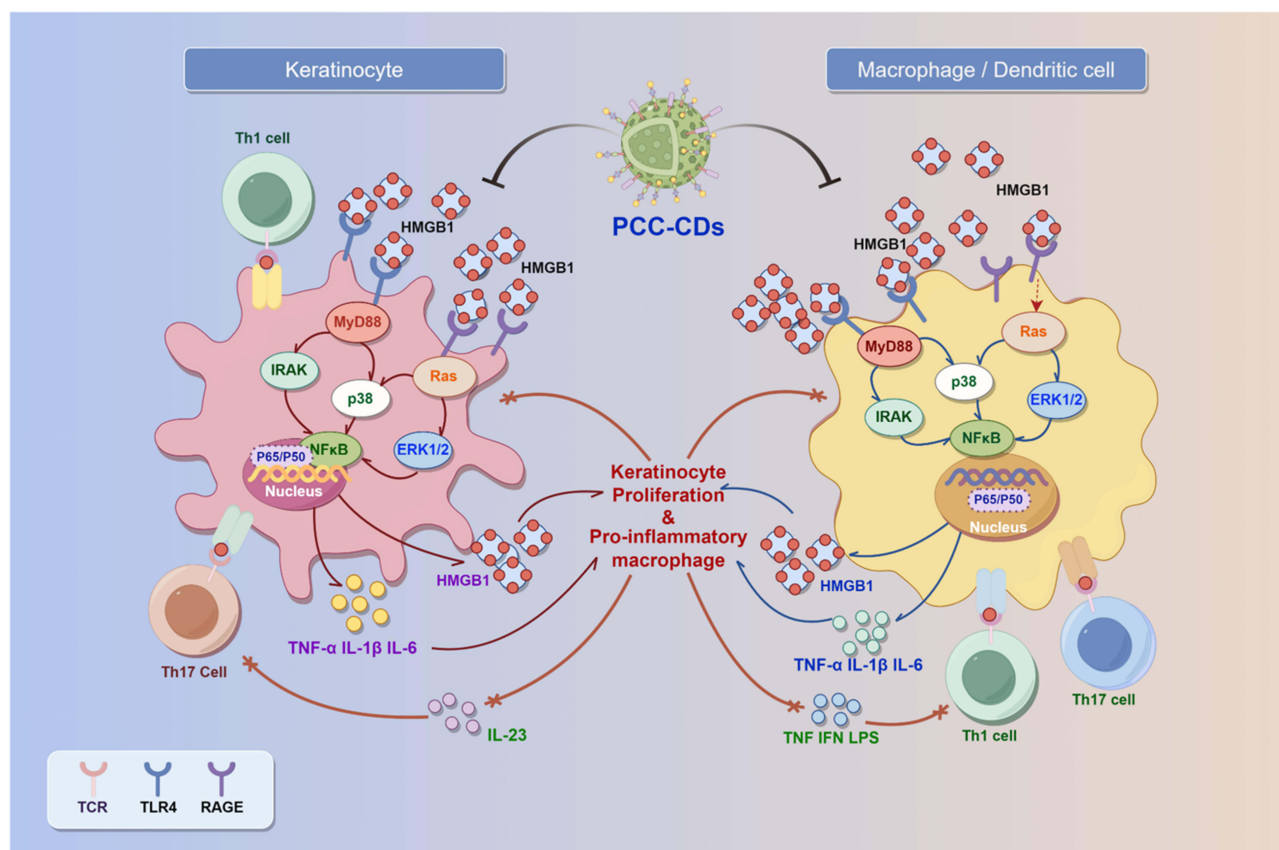 Keratinocyte
Macrophage / Dendritic cell
Th1 cell
PCC-CDs
HMGB1
HMGB1
HMGB1
HMGB1
MyD88
IRAK
p38
Ras
NFκB
ERK1/2
P65/P50
Nucleus
MyD88
Ras
p38
IRAK
ERK1/2
NFκB
P65/P50
Nucleus
Keratinocyte
Proliferation
&
Pro-inflammatory
macrophage
HMGB1
TNF-α IL-1β IL-6
Th17 Cell
IL-23
HMGB1
TNF-α IL-1β IL-6
TNF IFN LPS
Th1 cell
Th17 cell
TCR
TLR4
RAGE